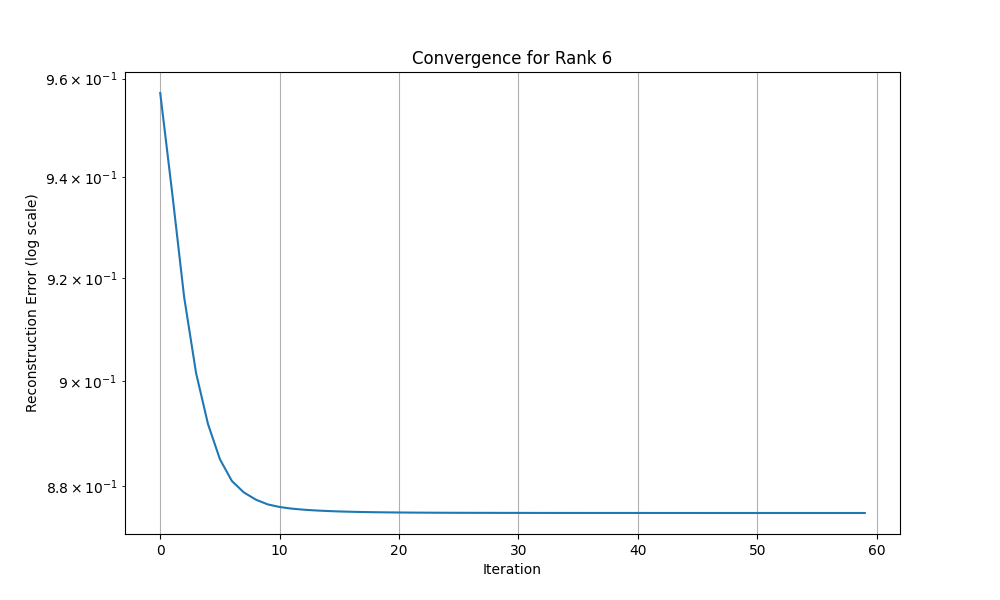 Convergence for Rank 6
Reconstruction Error (log scale)
9.6 × 10⁻¹
9.4 × 10⁻¹
9.2 × 10⁻¹
9 × 10⁻¹
8.8 × 10⁻¹
0 10 20 30 40 50 60
Iteration